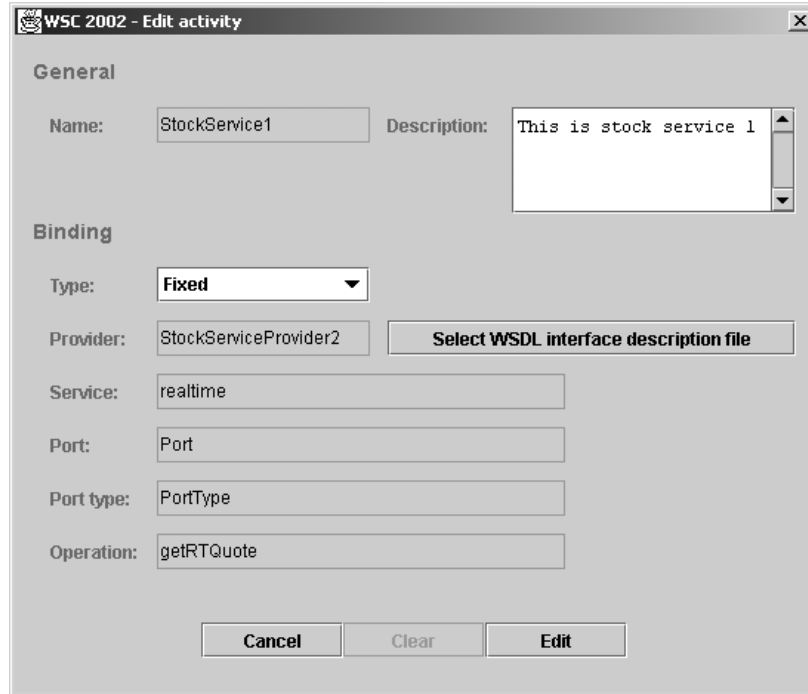 WSC 2002 - Edit activity
General
Name: StockService1 Description: This is stock service 1
Binding
Type: Fixed
Provider: StockServiceProvider2 Select WSDL interface description file
Service: realtime
Port: Port
Port type: PortType
Operation: getRTQuote
Cancel Clear Edit